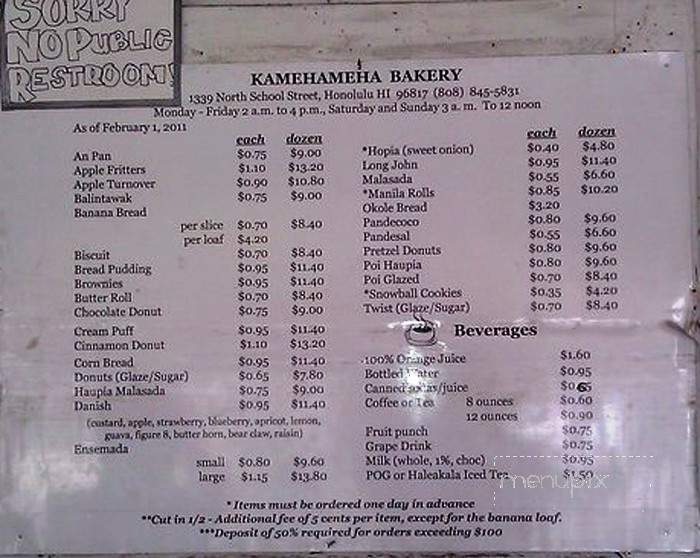 SORRY
NO PUBLIC
RESTROOM!
KAMEHAMEHA BAKERY
1339 North School Street, Honolulu HI 96817 (808) 845-5831
Monday - Friday 2 a.m. to 4 p.m., Saturday and Sunday 3 a. m. To 12 noon
As of February 1, 2011
each dozen
An Pan $0.75 $9.00
Apple Fritters $1.10 $13.20
Apple Turnover $0.90 $10.80
Balintawak $0.75 $9.00
Banana Bread
per slice $0.70 $8.40
per loaf $4.20
Biscuit $0.70 $8.40
Bread Pudding $0.95 $11.40
Brownies $0.95 $11.40
Butter Roll $0.70 $8.40
Chocolate Donut $0.75 $9.00
Cream Puff $0.95 $11.40
Cinnamon Donut $1.10 $13.20
Corn Bread $0.95 $11.40
Donuts (Glaze/Sugar) $0.65 $7.80
Haupia Malasada $0.75 $9.00
Danish $0.95 $11.40
(custard, apple, strawberry, blueberry, apricot, lemon,
guava, figure 8, butter horn, bear claw, raisin)
Ensemada
small $0.80 $9.60
large $1.15 $13.80
each dozen
*Hopia (sweet onion) $0.40 $4.80
Long John $0.95 $11.40
Malasada $0.55 $6.60
*Manila Rolls $0.85 $10.20
Okole Bread $3.20
Pandecoco $0.80 $9.60
Pandesal $0.55 $6.60
Pretzel Donuts $0.80 $9.60
Poi Haupia $0.80 $9.60
Poi Glazed $0.70 $8.40
*Snowball Cookies $0.35 $4.20
Twist (Glaze/Sugar) $0.70 $8.40
Beverages
100% Orange Juice $1.60
Bottled Water $0.95
Canned sodas/juice $0.65
Coffee or Tea 8 ounces $0.60
12 ounces $0.90
Fruit punch $0.75
Grape Drink $0.75
Milk (whole, 1%, choc) $0.95
POG or Haleakala Iced Tea $1.50
menupix
* Items must be ordered one day in advance
**Cut in 1/2 - Additional fee of 5 cents per item, except for the banana loaf.
***Deposit of 50% required for orders exceeding $100